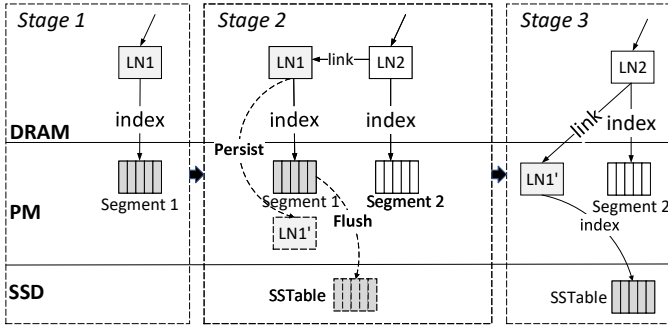 Stage 1
Stage 2
Stage 3
LN1
LN1
link
LN2
LN2
index
index
index
link
index
DRAM
Persist
PM
Segment 1
Segment 1
Segment 2
LN1'
Segment 2
LN1'
Flush
index
SSD
SSTable
SSTable